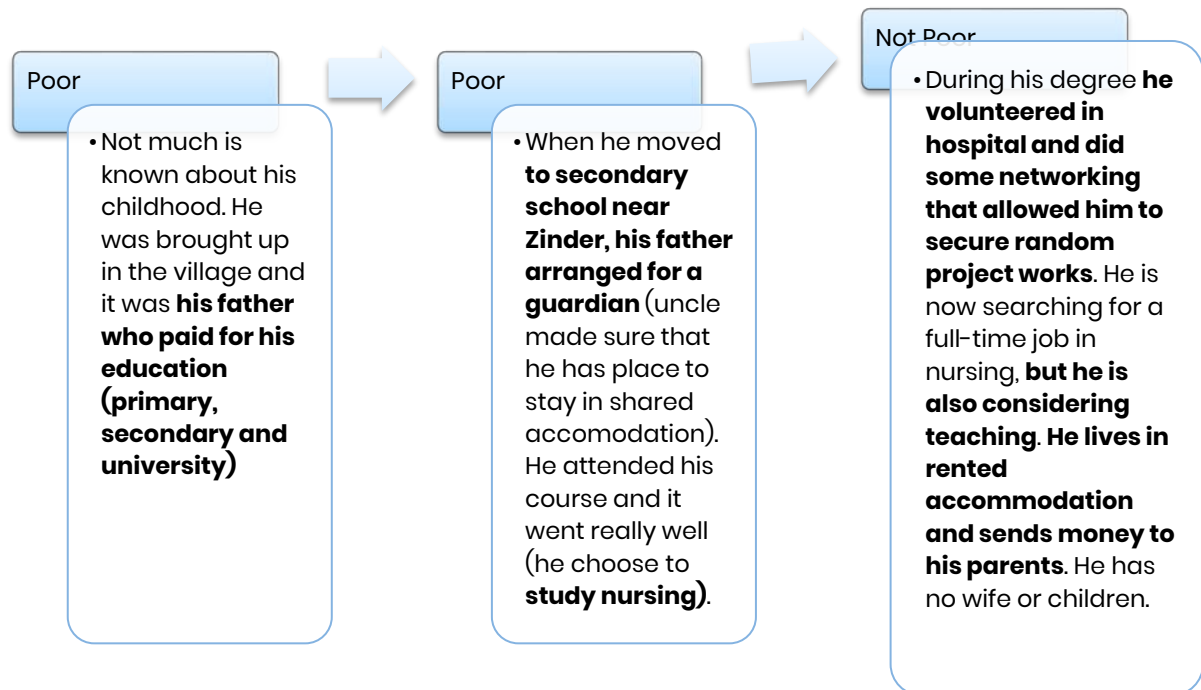 Poor
• Not much is
known about his
childhood. He
was brought up
in the village and
it was his father
who paid for his
education
(primary,
secondary and
university)
Poor
• When he moved
to secondary
school near
Zinder, his father
arranged for a
guardian (uncle
made sure that
he has place to
stay in shared
accomodation).
He attended his
course and it
went really well
(he choose to
study nursing).
Not Poor
• During his degree he
volunteered in
hospital and did
some networking
that allowed him to
secure random
project works. He is
now searching for a
full-time job in
nursing, but he is
also considering
teaching. He lives in
rented
accommodation
and sends money to
his parents. He has
no wife or children.